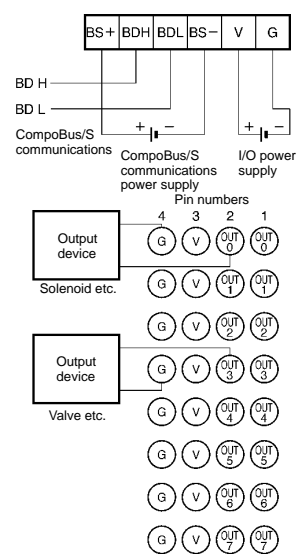 BS+ BDH BDL BS− V G
BD H
BD L
+ − + −
CompoBus/S
communications
CompoBus/S
communications
power supply
I/O power
supply
Pin numbers
4 3 2 1
Output
device
Solenoid etc.
G V OUT 0 OUT 0
G V OUT 1 OUT 1
G V OUT 2 OUT 2
Output
device
Valve etc.
G V OUT 3 OUT 3
G V OUT 4 OUT 4
G V OUT 5 OUT 5
G V OUT 6 OUT 6
G V OUT 7 OUT 7